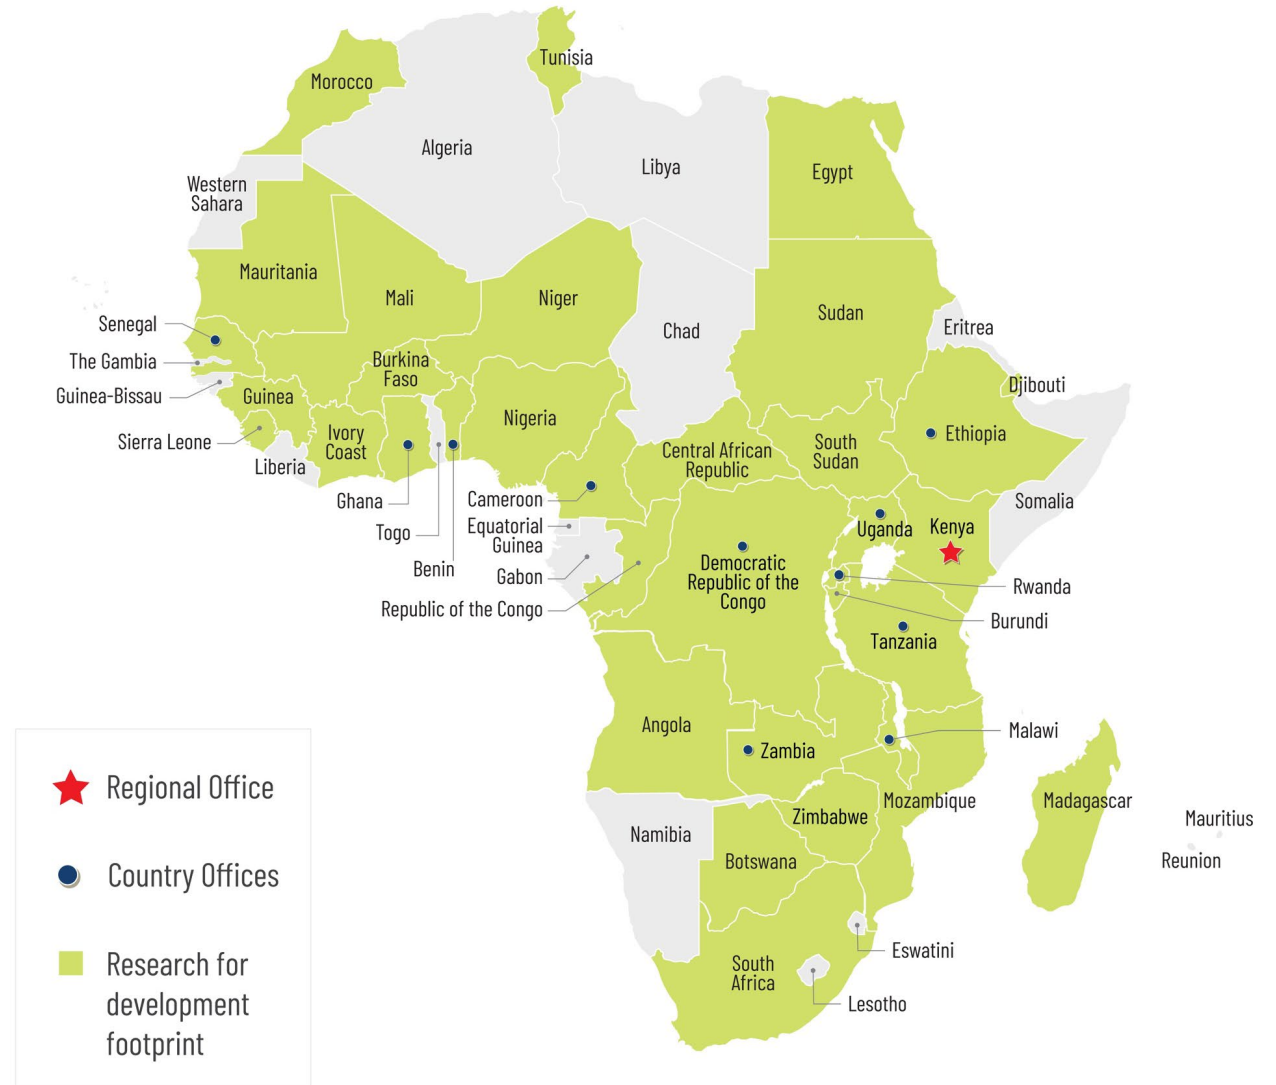 Tunisia
Morocco
Algeria
Libya
Egypt
Western
Sahara
Mauritania
Mali
Niger
Chad
Sudan
Eritrea
Senegal
The Gambia
Guinea-Bissau
Guinea
Burkina
Faso
Djibouti
Sierra Leone
Liberia
Ivory
Coast
Nigeria
Central African
Republic
South
Sudan
Ethiopia
Somalia
Ghana
Togo
Benin
Cameroon
Equatorial
Guinea
Gabon
Republic of the Congo
Democratic
Republic of the
Congo
Uganda
Kenya
Rwanda
Burundi
Tanzania
Angola
Zambia
Malawi
Mozambique
Madagascar
Mauritius
Reunion
Zimbabwe
Namibia
Botswana
Eswatini
South
Africa
Lesotho
Regional Office
Country Offices
Research for
development
footprint